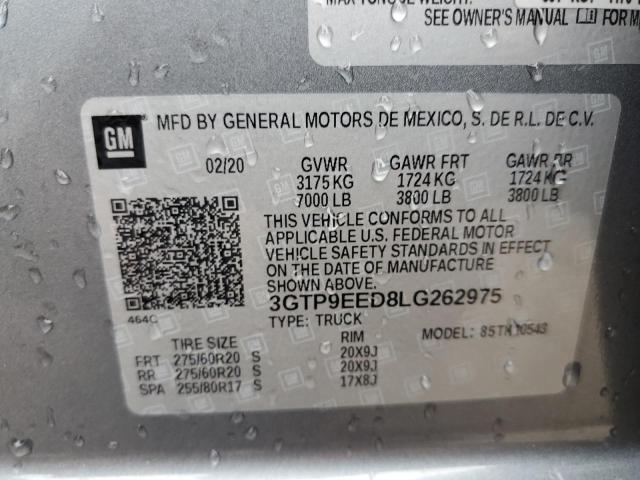 SEE OWNER'S MANUAL FOR M
GM
MFD BY GENERAL MOTORS DE MEXICO, S. DE R.L. DE C.V.
02/20 GVWR GAWR FRT GAWR RR
3175 KG 1724 KG 1724 KG
7000 LB 3800 LB 3800 LB
THIS VEHICLE CONFORMS TO ALL
APPLICABLE U.S. FEDERAL MOTOR
VEHICLE SAFETY STANDARDS IN EFFECT
ON THE DATE OF MANUFACTURE
SHOWN ABOVE.
3GTP9EED8LG262975
464C
TYPE: TRUCK
TIRE SIZE RIM
FRT 275/60R20 S 20X9J
RR 275/60R20 S 20X9J
SPA 255/80R17 S 17X8J